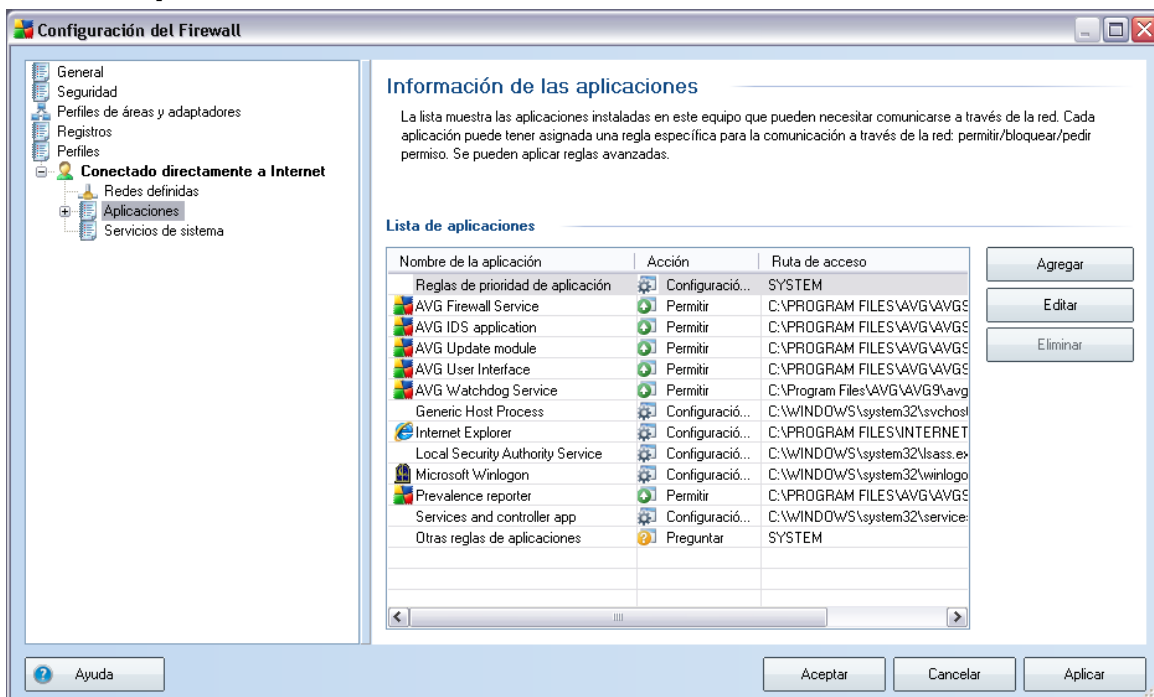 Configuración del Firewall
General
Seguridad
Perfiles de áreas y adaptadores
Registros
Perfiles
Conectado directamente a Internet
Redes definidas
Aplicaciones
Servicios de sistema
Información de las aplicaciones
La lista muestra las aplicaciones instaladas en este equipo que pueden necesitar comunicarse a través de la red. Cada
aplicación puede tener asignada una regla específica para la comunicación a través de la red: permitir/bloquear/pedir
permiso. Se pueden aplicar reglas avanzadas.
Lista de aplicaciones
Nombre de la aplicación Acción Ruta de acceso
Reglas de prioridad de aplicación Configuració... SYSTEM
AVG Firewall Service Permitir C:\PROGRAM FILES\AVG\AVG9
AVG IDS application Permitir C:\PROGRAM FILES\AVG\AVG9
AVG Update module Permitir C:\PROGRAM FILES\AVG\AVG9
AVG User Interface Permitir C:\PROGRAM FILES\AVG\AVG9
AVG Watchdog Service Permitir C:\Program Files\AVG\AVG9\avg
Generic Host Process Configuració... C:\WINDOWS\system32\svchost
Internet Explorer Configuració... C:\PROGRAM FILES\INTERNET
Local Security Authority Service Configuració... C:\WINDOWS\system32\lsass.ex
Microsoft Winlogon Configuració... C:\WINDOWS\system32\winlogo
Prevalence reporter Permitir C:\PROGRAM FILES\AVG\AVG9
Services and controller app Configuració... C:\WINDOWS\system32\services
Otras reglas de aplicaciones Preguntar SYSTEM
Agregar
Editar
Eliminar
Ayuda
Aceptar
Cancelar
Aplicar